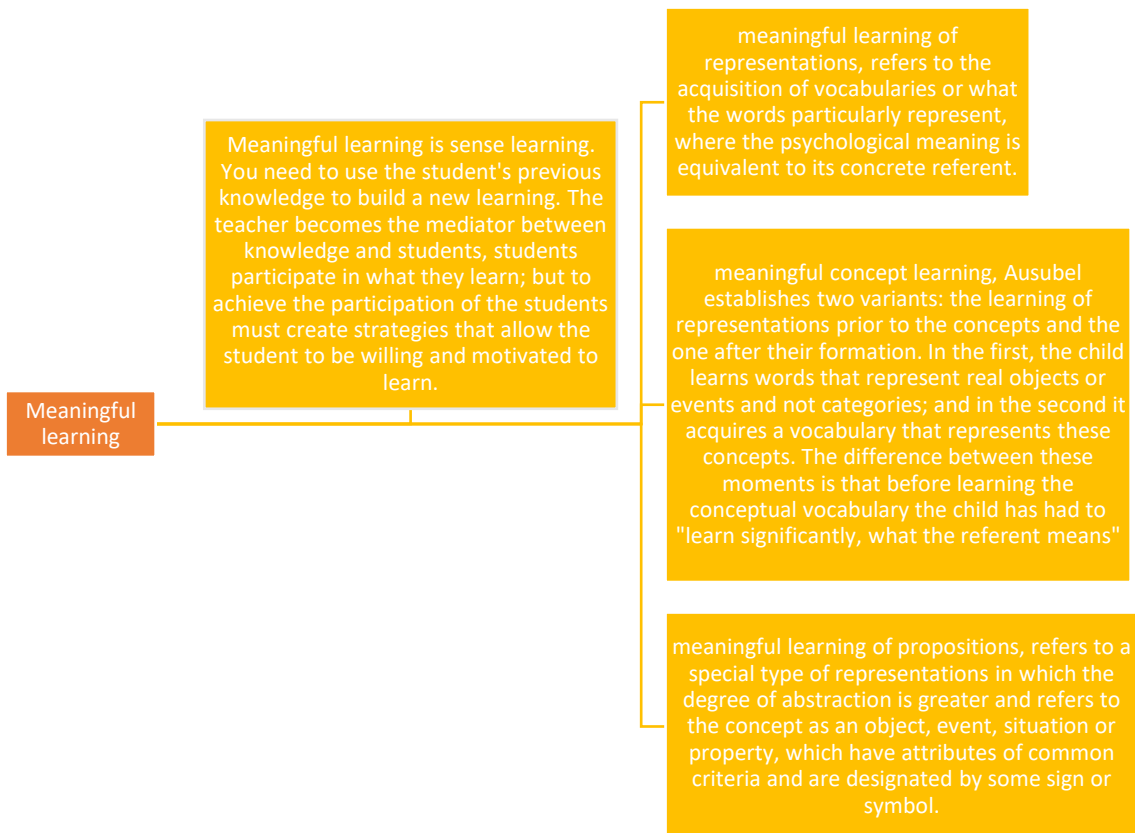 Meaningful
learning
Meaningful learning is sense learning.
You need to use the student's previous
knowledge to build a new learning. The
teacher becomes the mediator between
knowledge and students, students
participate in what they learn; but to
achieve the participation of the students
must create strategies that allow the
student to be willing and motivated to
learn.
meaningful learning of
representations, refers to the
acquisition of vocabularies or what
the words particularly represent,
where the psychological meaning is
equivalent to its concrete referent.
meaningful concept learning, Ausubel
establishes two variants: the learning of
representations prior to the concepts and the
one after their formation. In the first, the child
learns words that represent real objects or
events and not categories; and in the second it
acquires a vocabulary that represents these
concepts. The difference between these
moments is that before learning the
conceptual vocabulary the child has had to
"learn significantly, what the referent means"
meaningful learning of propositions, refers to a
special type of representations in which the
degree of abstraction is greater and refers to
the concept as an object, event, situation or
property, which have attributes of common
criteria and are designated by some sign or
symbol.